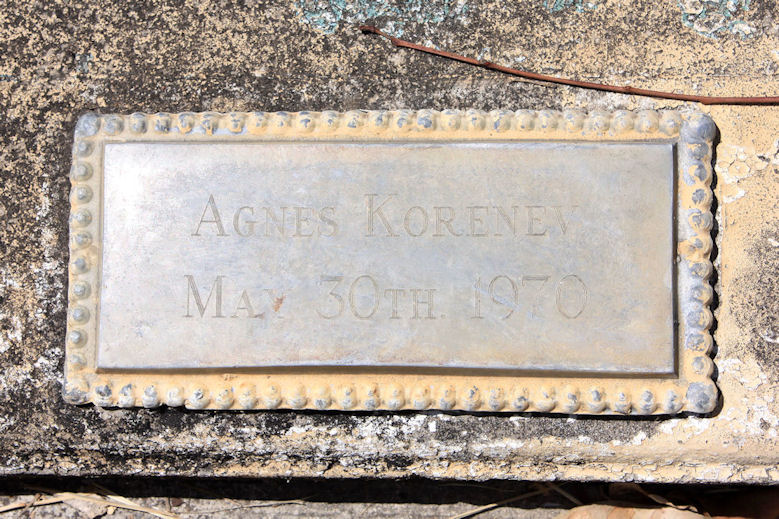 Agnes Korenev
May 30th. 1970